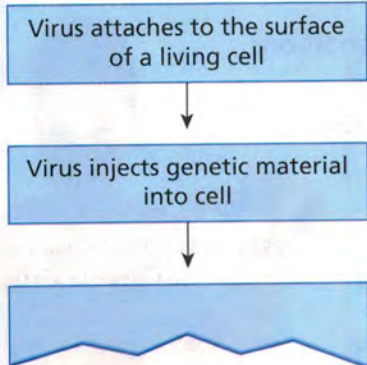 Virus attaches to the surface
of a living cell
Virus injects genetic material
into cell